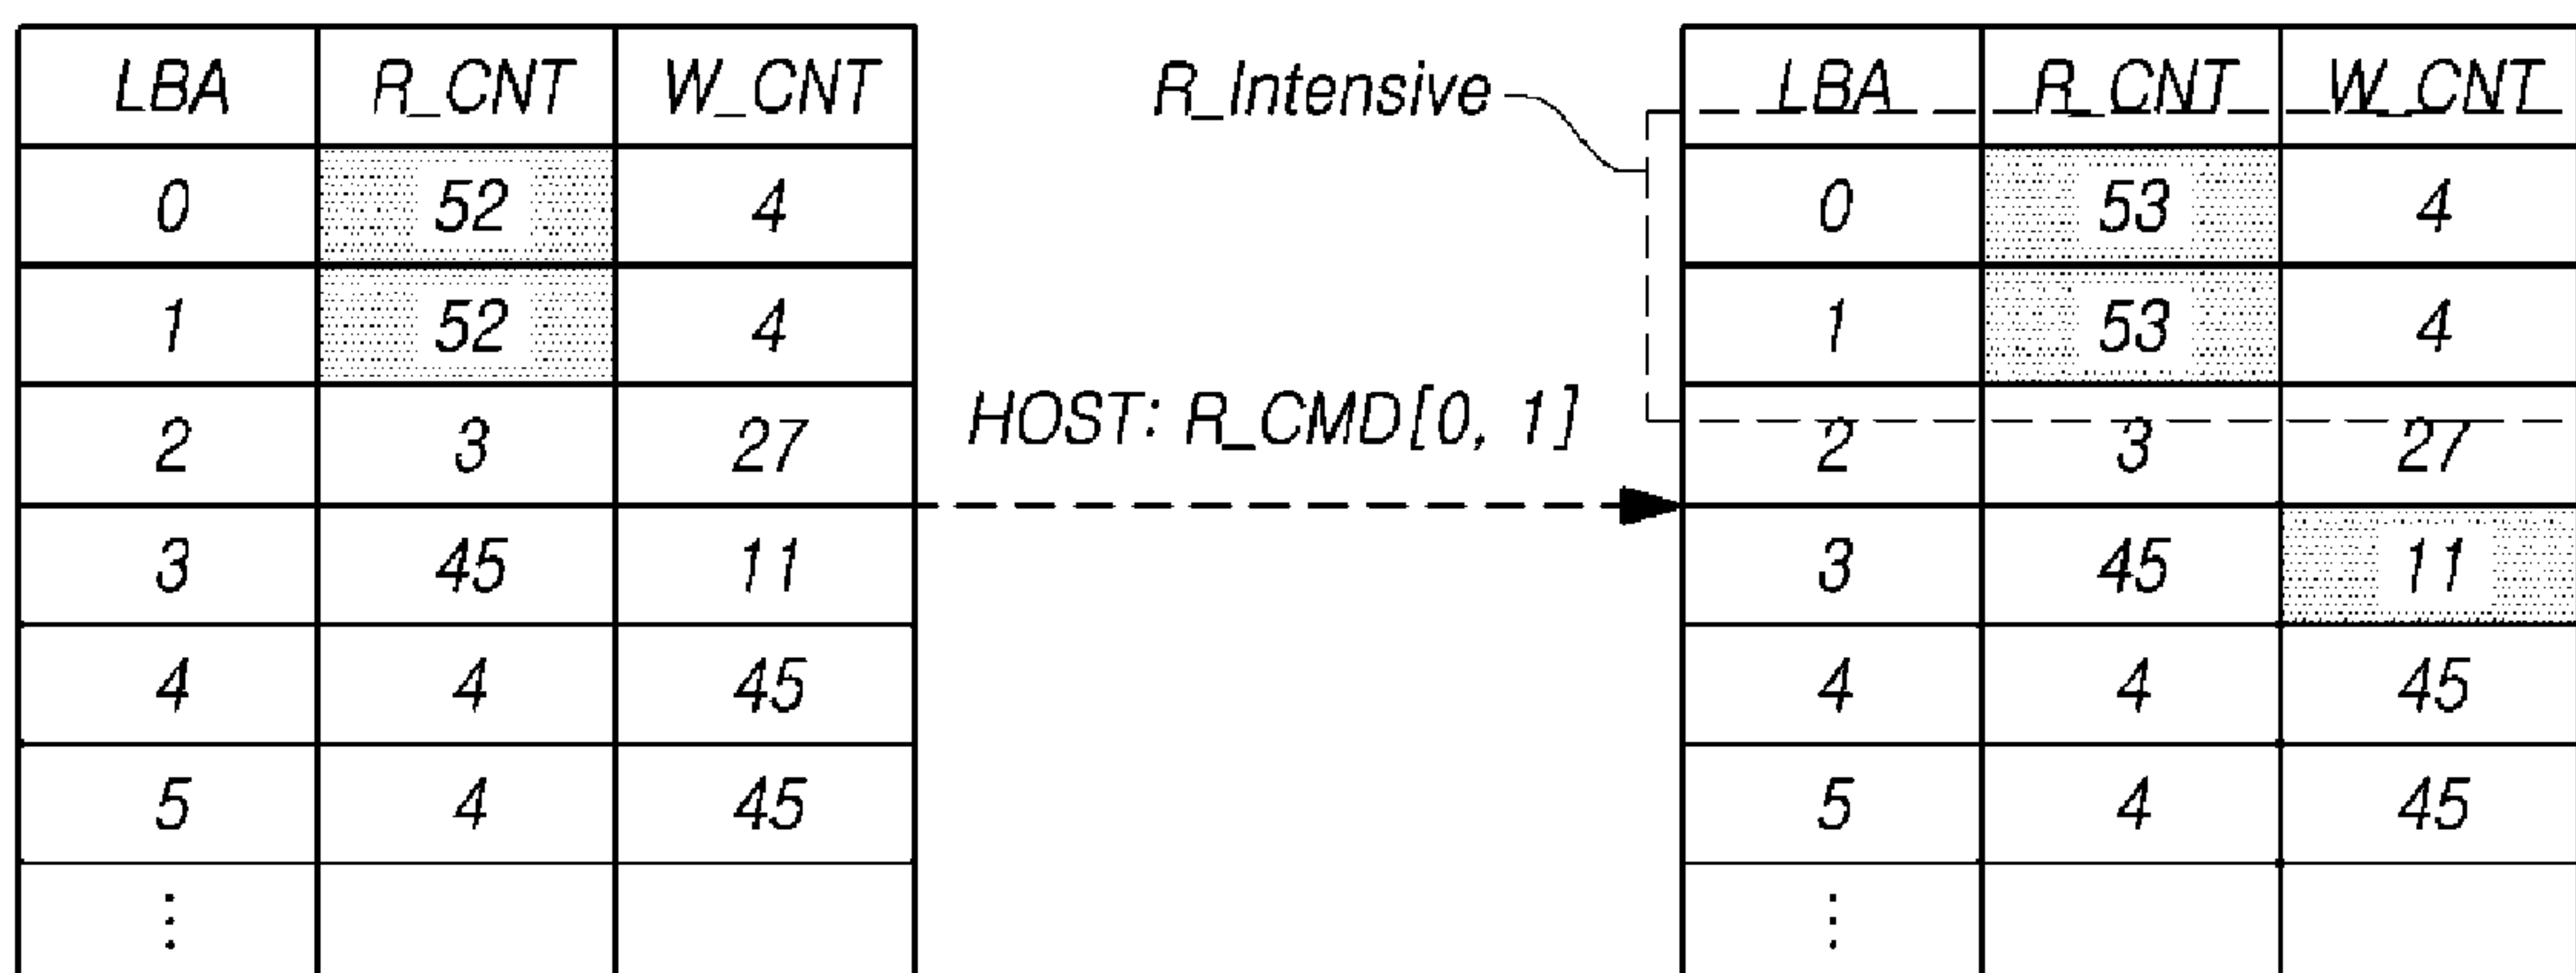 LBA R_CNT W_CNT
0 52 4
1 52 4
2 3 27
3 45 11
4 4 45
5 4 45
⋮
HOST: R_CMD[0, 1]
R_Intensive
LBA R_CNT W_CNT
0 53 4
1 53 4
2 3 27
3 45 11
4 4 45
5 4 45
⋮